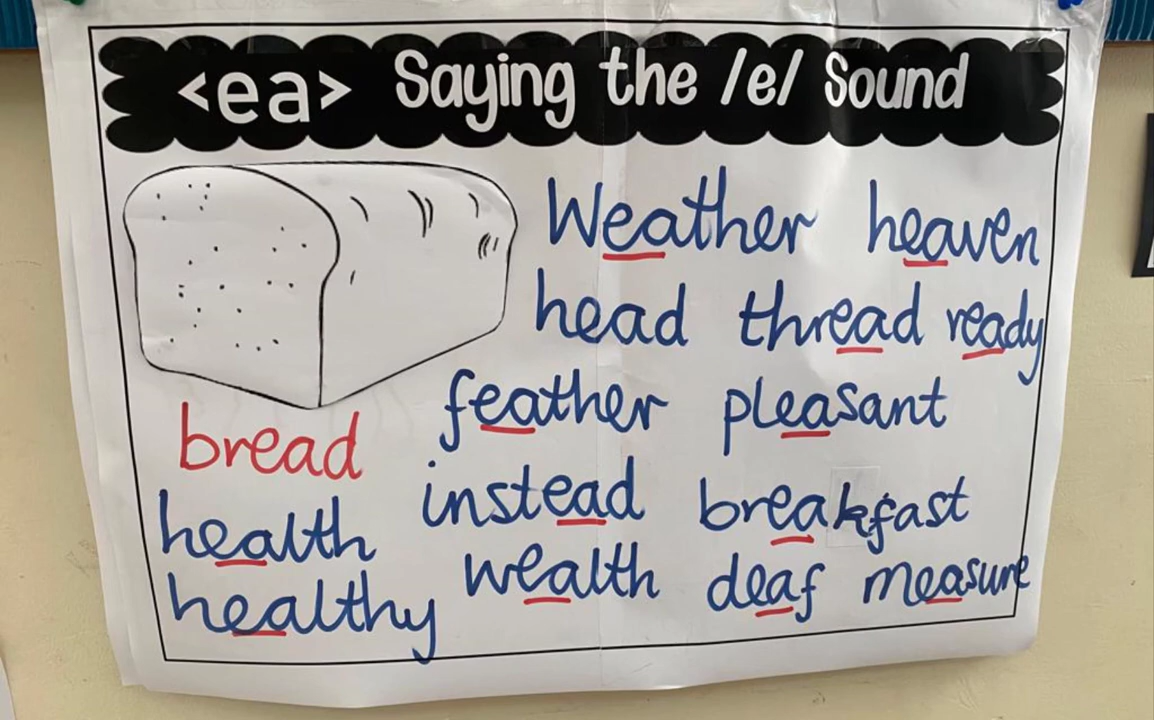 <ea> Saying the /e/ Sound
Weather heaven
head thread ready
feather pleasant
bread
instead breakfast
health
wealth deaf measure
healthy